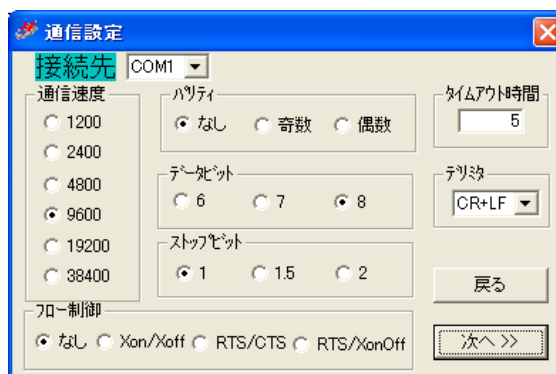 通信設定
接続先 COM1
通信速度
1200
2400
4800
9600
19200
38400
パリティ
なし 奇数 偶数
データビット
6 7 8
ストップビット
1 1.5 2
フロー制御
なし Xon/Xoff RTS/CTS RTS/XonOff
タイムアウト時間
5
デリミタ
CR+LF
戻る
次へ >>